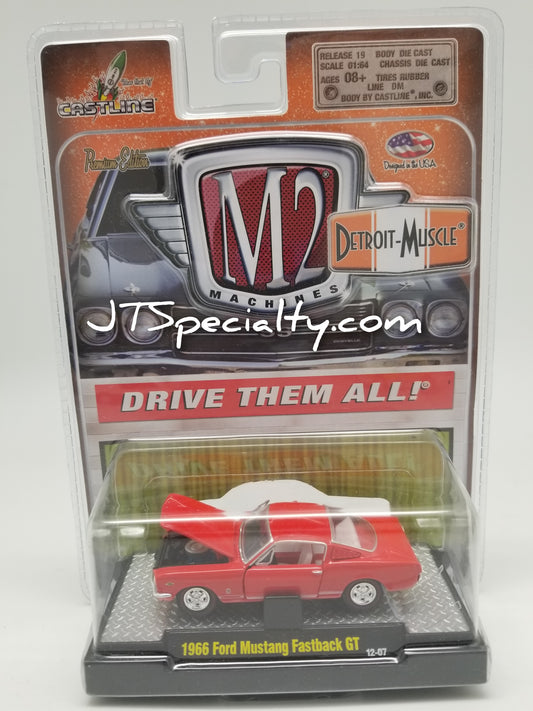 RELEASE 19 BODY DIE CAST
SCALE 01:64 CHASSIS DIE CAST
AGES 08+ TIRES RUBBER
LINE DM
BODY BY CASTLINE®, INC.
CASTLINE
Premium Edition
Designed in the USA
M2
MACHINES
DETROIT-MUSCLE®
JTSpecialty.com
CHEVELLE
DRIVE THEM ALL!®
1966 Ford Mustang Fastback GT
12-07